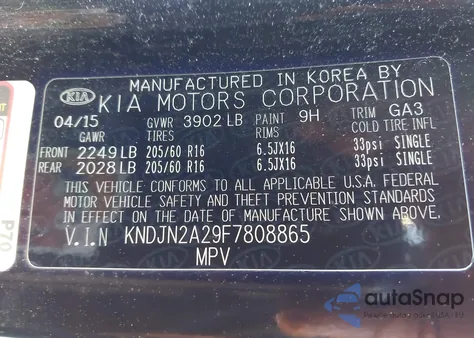 MANUFACTURED IN KOREA BY
KIA KIA MOTORS CORPORATION
04/15 GVWR 3902 LB PAINT 9H TRIM GA3
GAWR TIRES RIMS COLD TIRE INFL
FRONT 2249 LB 205/60 R16 6.5JX16 33psi SINGLE
REAR 2028 LB 205/60 R16 6.5JX16 33psi SINGLE
THIS VEHICLE CONFORMS TO ALL APPLICABLE U.S.A. FEDERAL
MOTOR VEHICLE SAFETY AND THEFT PREVENTION STANDARDS
IN EFFECT ON THE DATE OF MANUFACTURE SHOWN ABOVE.
V.I.N KNDJN2A29F7808865
MPV
P70
autoSnap